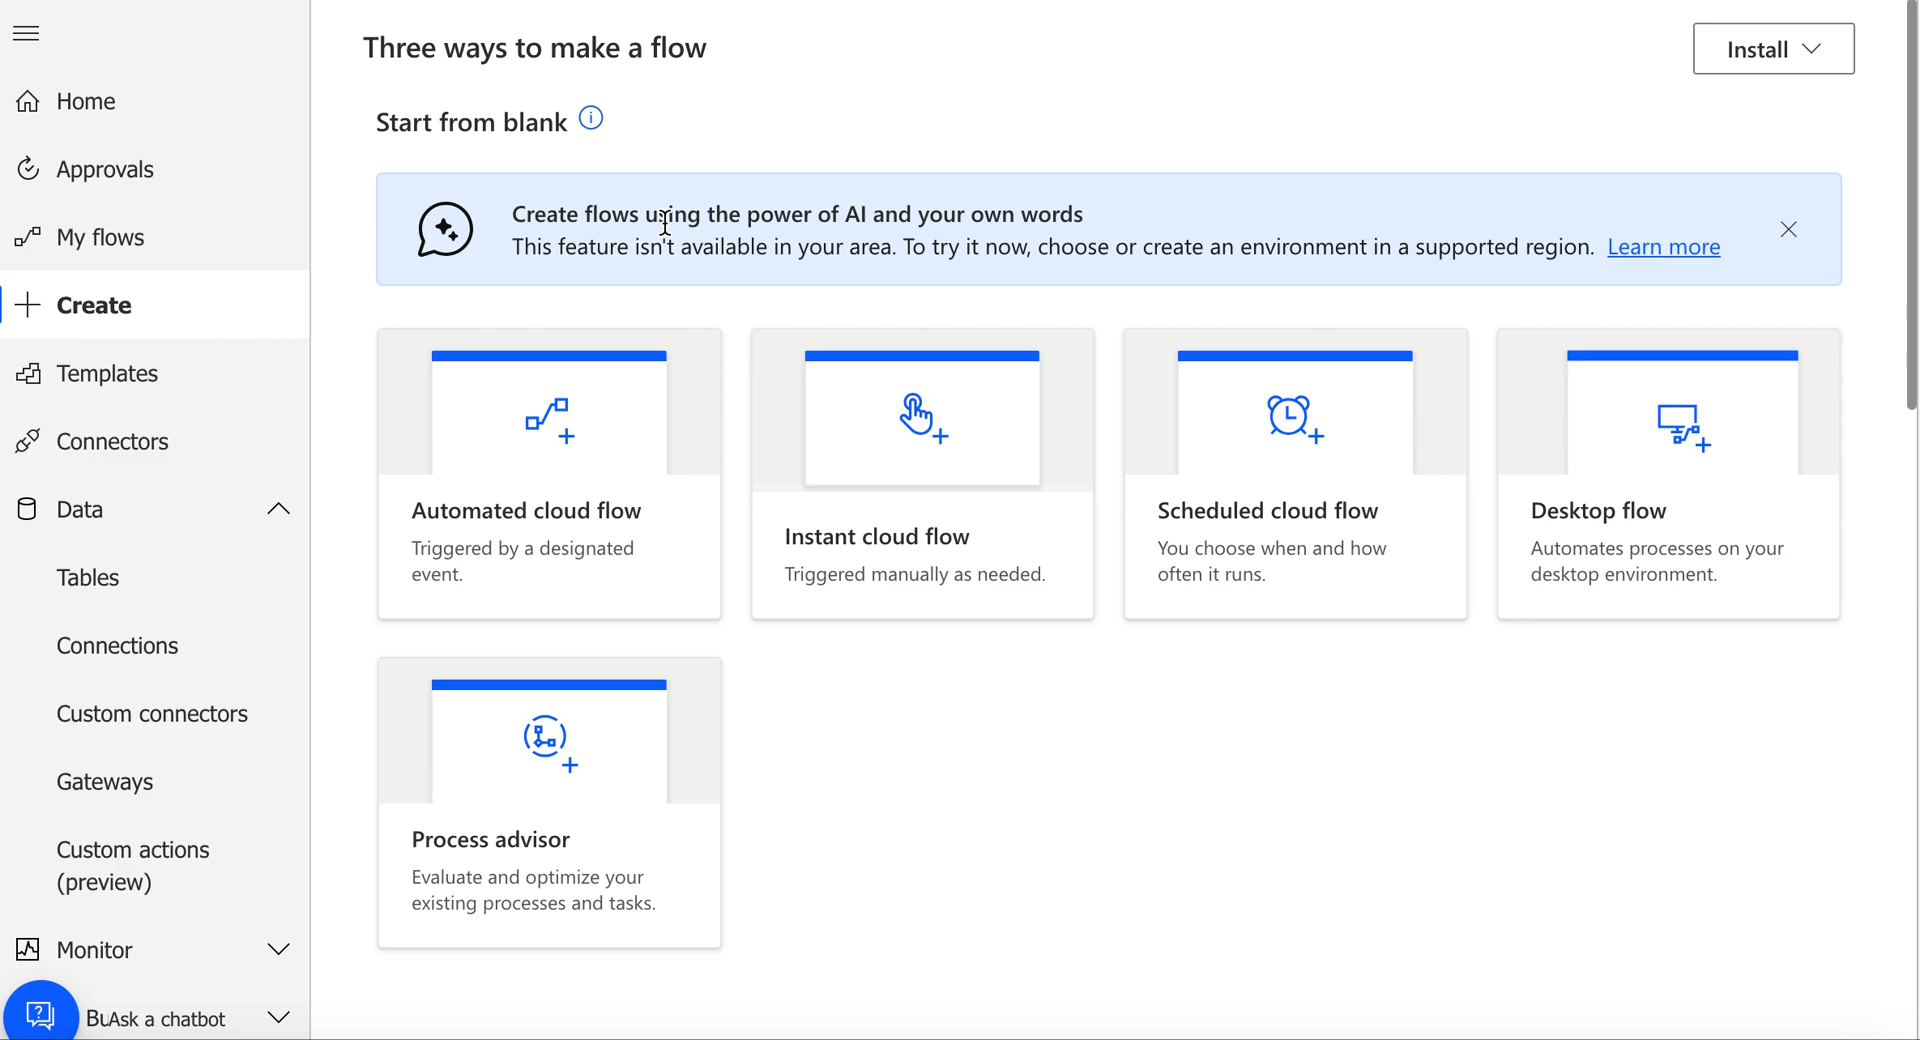 Three ways to make a flow
Install
Home
Start from blank
Approvals
My flows
Create flows using the power of AI and your own words
This feature isn't available in your area. To try it now, choose or create an environment in a supported region. Learn more
Create
Templates
Connectors
Data
Tables
Connections
Custom connectors
Gateways
Custom actions
(preview)
Monitor
Ask a chatbot
Automated cloud flow
Triggered by a designated
event.
Instant cloud flow
Triggered manually as needed.
Scheduled cloud flow
You choose when and how
often it runs.
Desktop flow
Automates processes on your
desktop environment.
Process advisor
Evaluate and optimize your
existing processes and tasks.